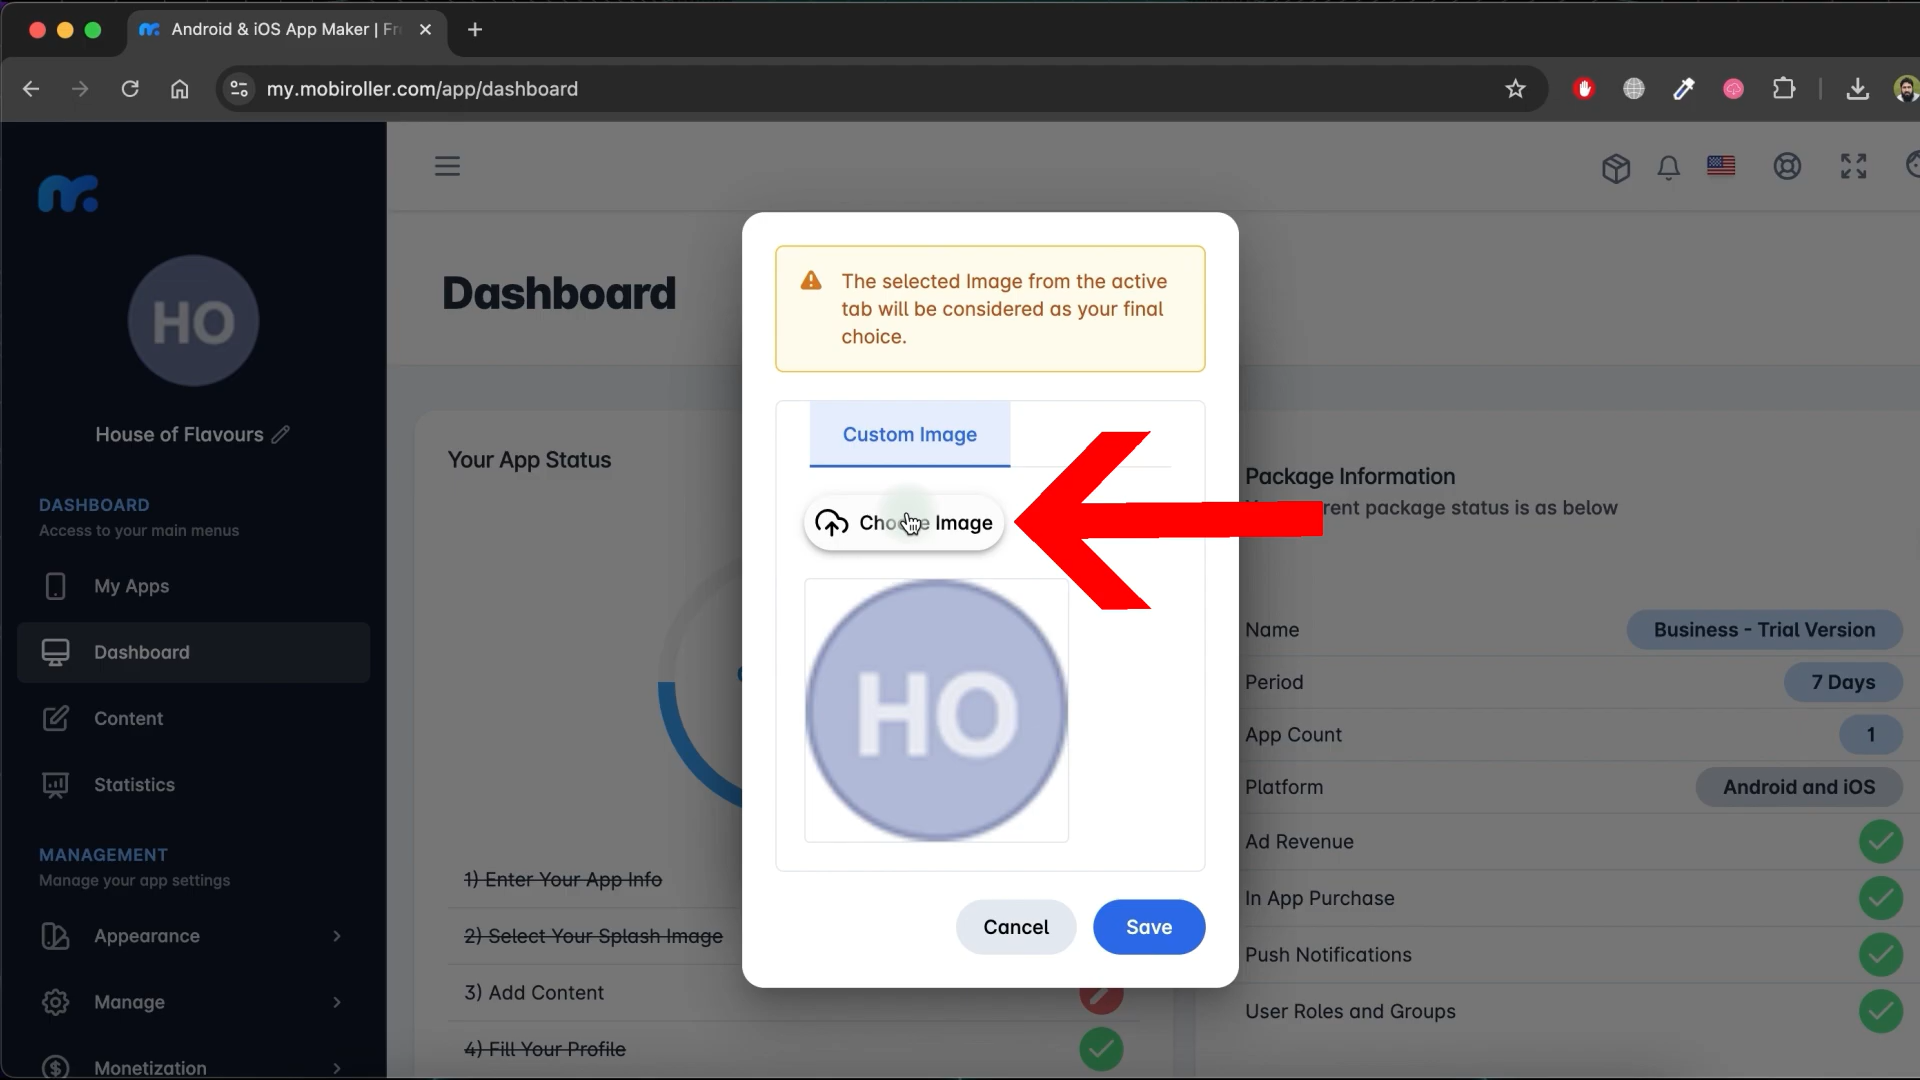 Android & iOS App Maker | Fr
my.mobiroller.com/app/dashboard
HO
House of Flavours
DASHBOARD
Access to your main menus
My Apps
Dashboard
Content
Statistics
MANAGEMENT
Manage your app settings
Appearance
Manage
Monetization
Dashboard
Your App Status
1) Enter Your App Info
2) Select Your Splash Image
3) Add Content
4) Fill Your Profile
The selected Image from the active
tab will be considered as your final
choice.
Custom Image
Choose Image
HO
Cancel
Save
Package Information
rent package status is as below
Name
Business - Trial Version
Period
7 Days
App Count
1
Platform
Android and iOS
Ad Revenue
In App Purchase
Push Notifications
User Roles and Groups